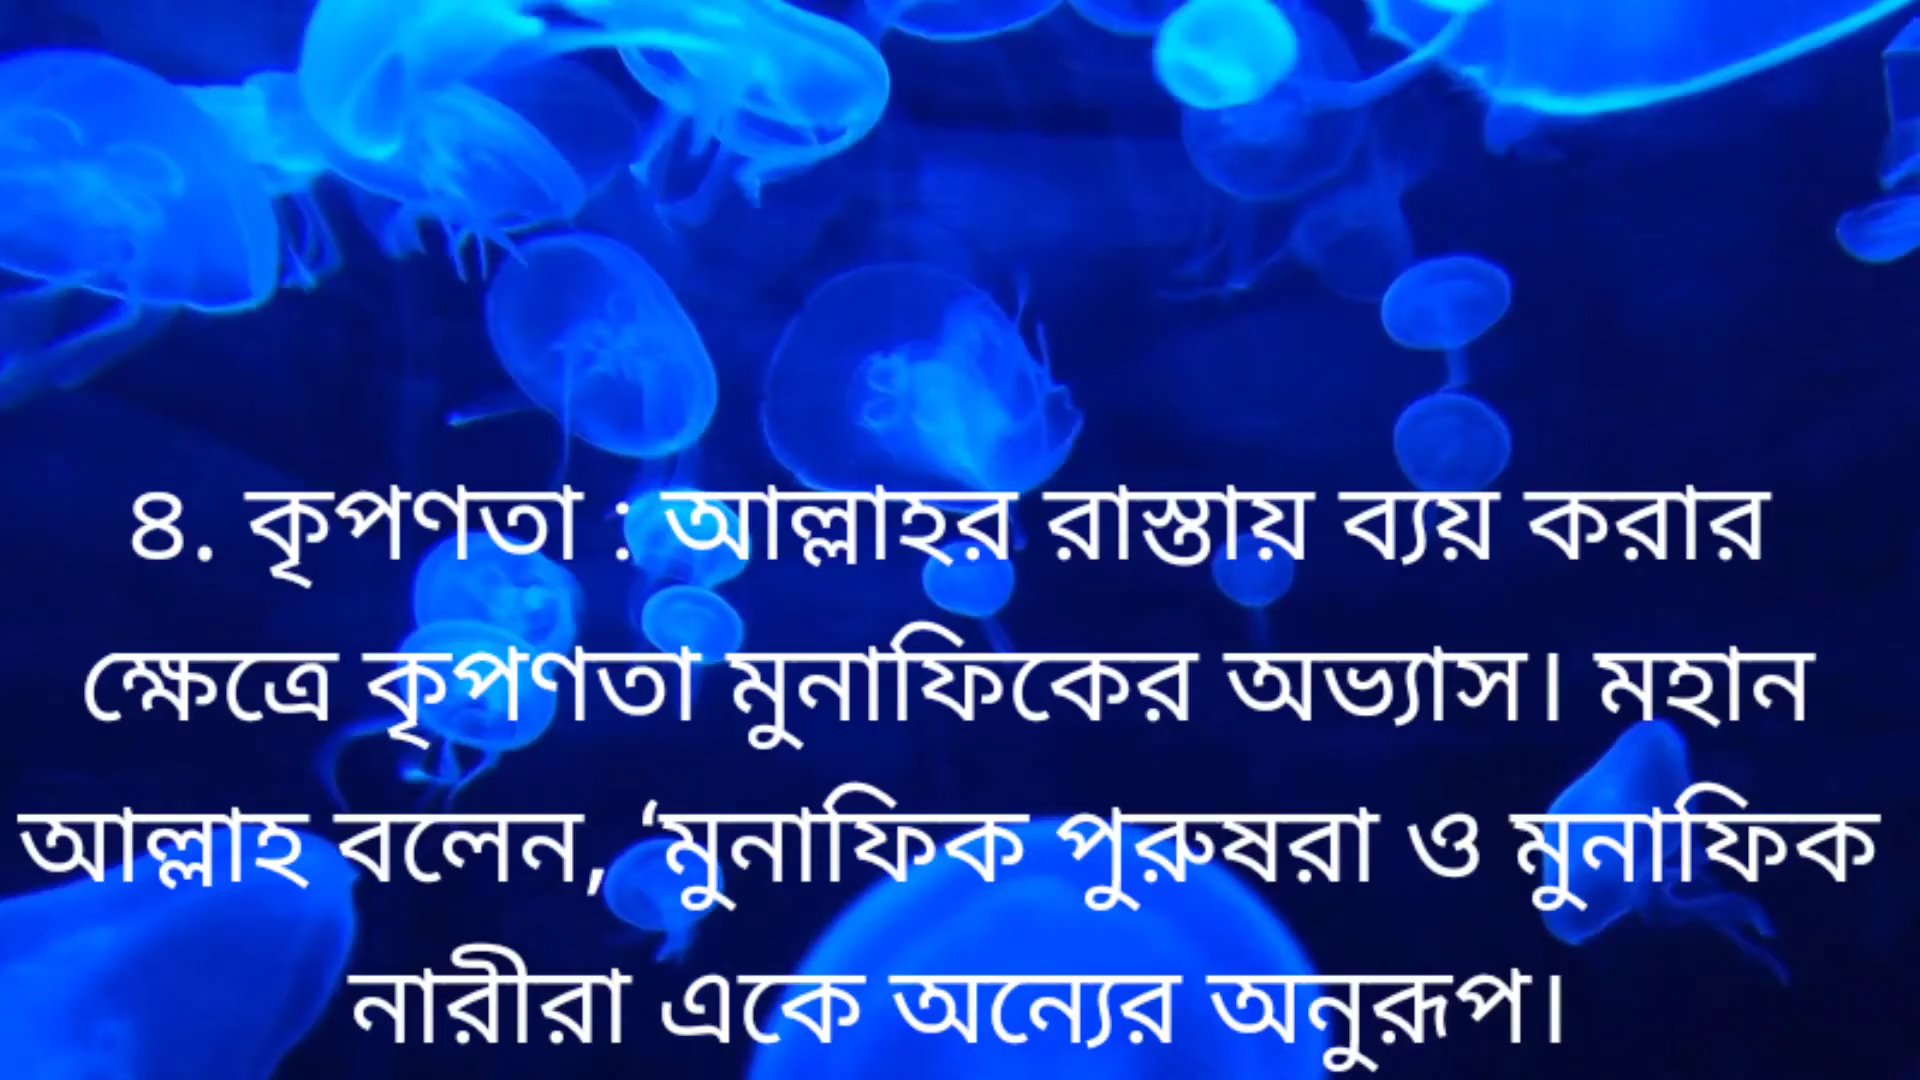 ৪. কৃপণতা : আল্লাহর রাস্তায় ব্যয় করার
ক্ষেত্রে কৃপণতা মুনাফিকের অভ্যাস। মহান
আল্লাহ বলেন, ‘মুনাফিক পুরুষরা ও মুনাফিক
নারীরা একে অন্যের অনুরূপ।